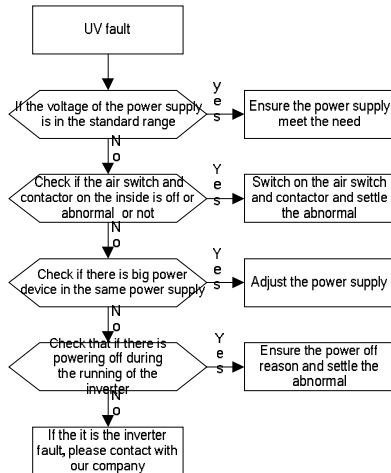 UV fault
If the voltage of the power supply
is in the standard range
yes
Ensure the power supply
meet the need
No
Check if the air switch and
contactor on the inside is off or
abnormal or not
Yes
Switch on the air switch
and contactor and settle
the abnormal
No
Check if there is big power
device in the same power supply
Yes
Adjust the power supply
No
Check that if there is
powering off during
the running of the
inverter
Yes
Ensure the power off
reason and settle the
abnormal
No
If the it is the inverter
fault, please contact with
our company